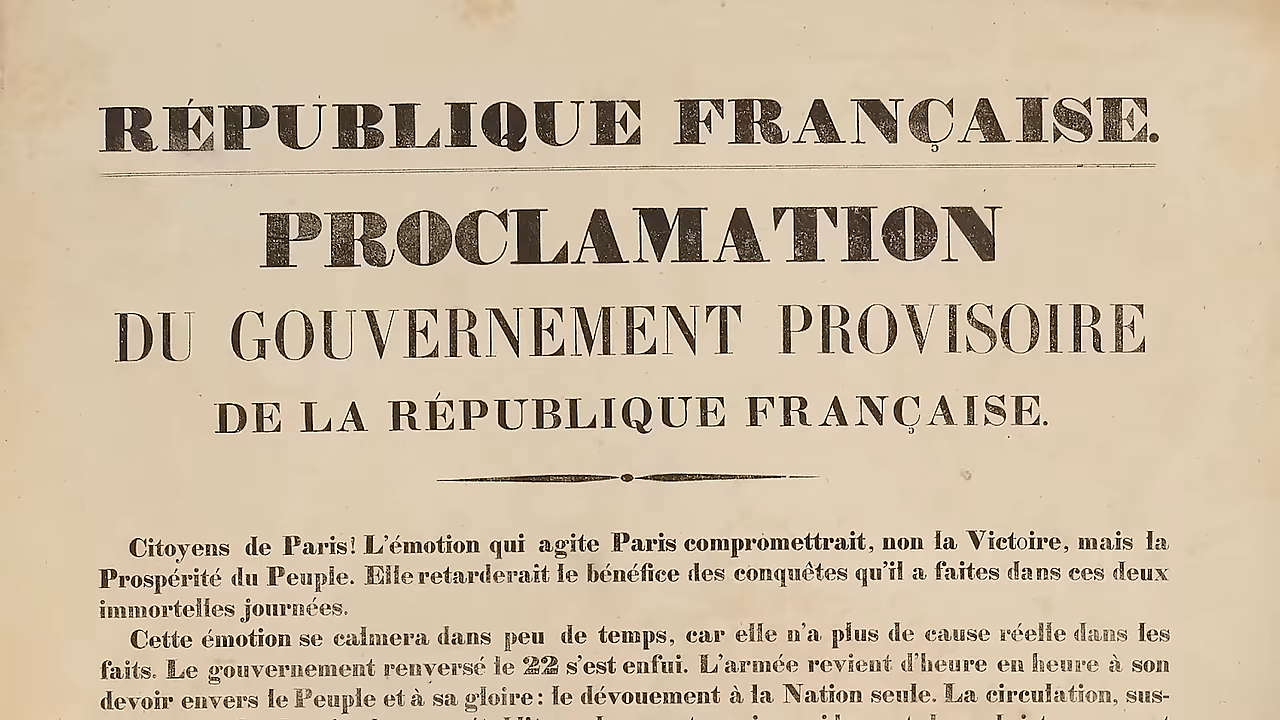 RÉPUBLIQUE FRANÇAISE.
PROCLAMATION
DU GOUVERNEMENT PROVISOIRE
DE LA RÉPUBLIQUE FRANÇAISE.
Citoyens de Paris! L'émotion qui agite Paris compromettrait, non la Victoire, mais la
Prospérité du Peuple. Elle retarderait le bénéfice des conquêtes qu'il a faites dans ces deux
immortelles journées.
Cette émotion se calmera dans peu de temps, car elle n'a plus de cause réelle dans les
faits. Le gouvernement renversé le 22 s'est enfui. L'armée revient d'heure en heure à son
devoir envers le Peuple et à sa gloire: le dévouement à la Nation seule. La circulation, sus-